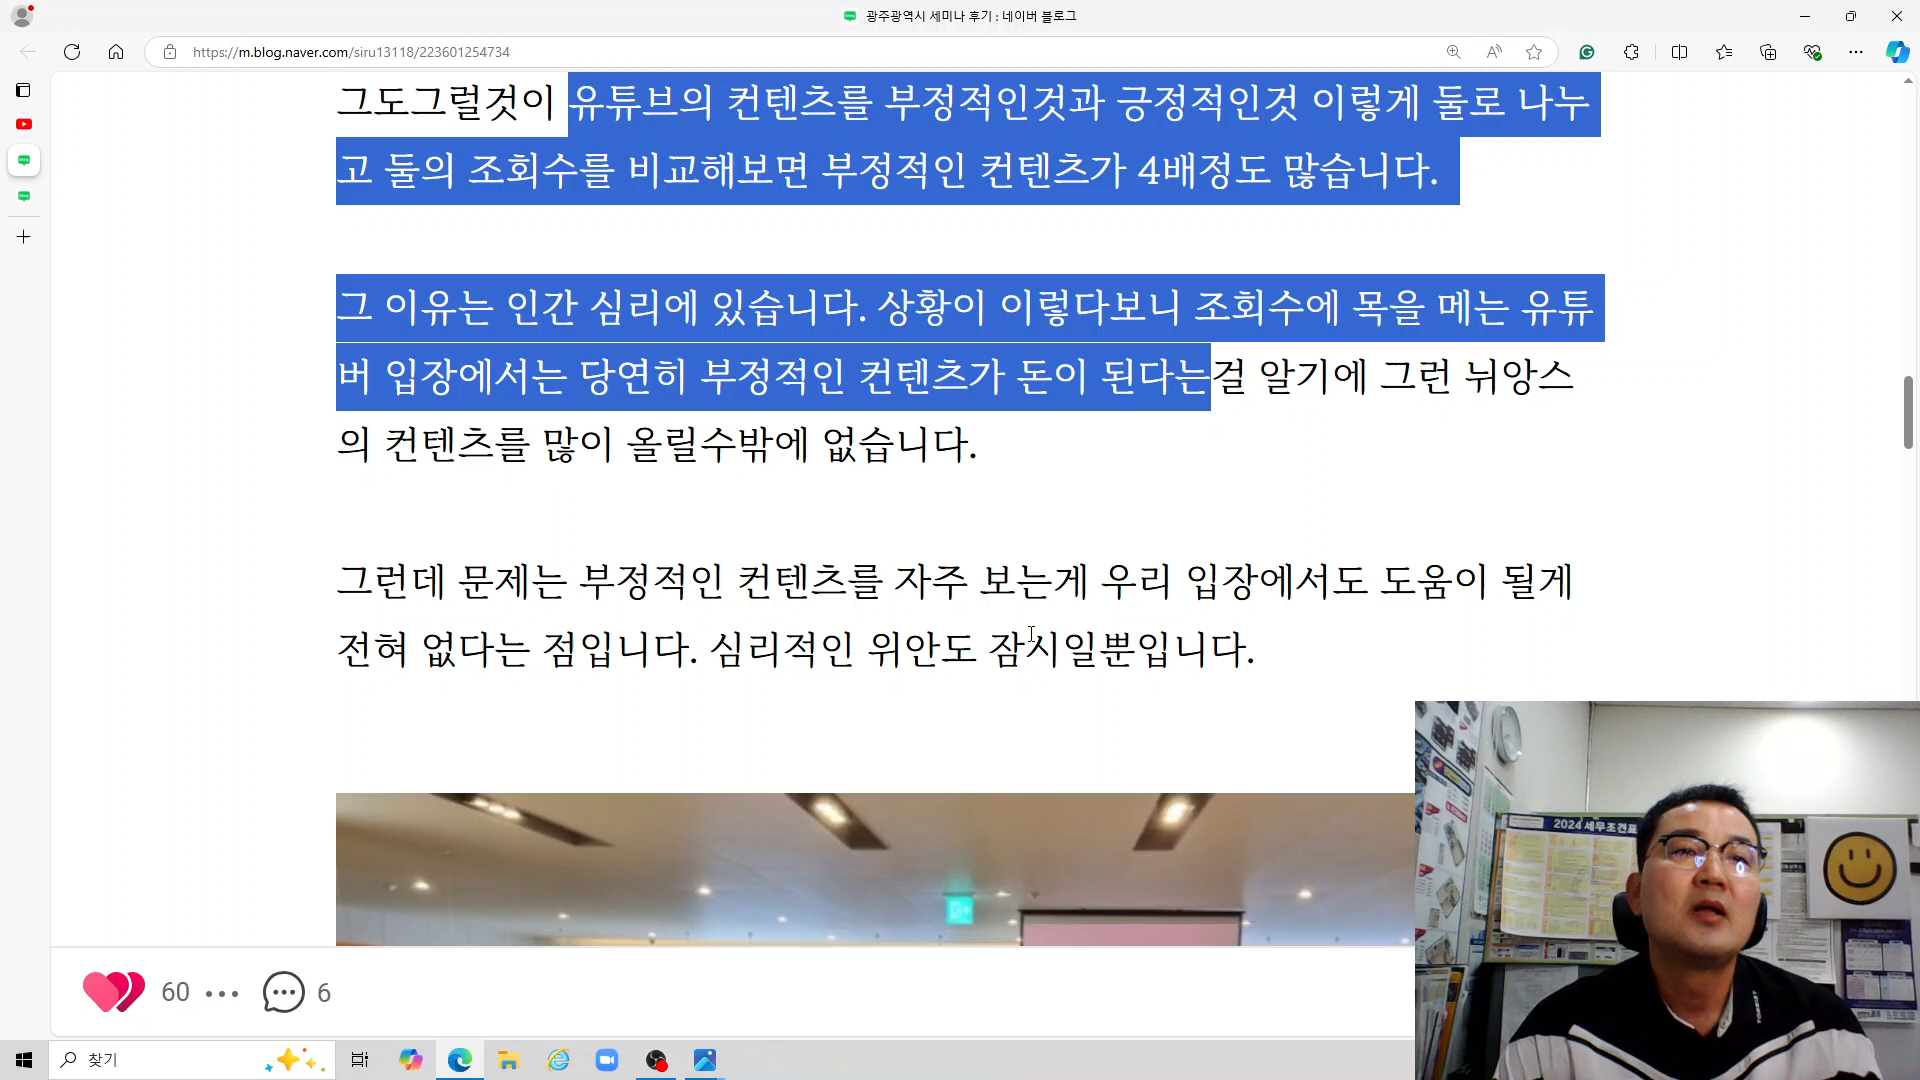 광주광역시 세미나 후기 : 네이버 블로그
https://m.blog.naver.com/siru13118/223601254734
그도그럴것이 유튜브의 컨텐츠를 부정적인것과 긍정적인것 이렇게 둘로 나누
고 둘의 조회수를 비교해보면 부정적인 컨텐츠가 4배정도 많습니다.
그 이유는 인간 심리에 있습니다. 상황이 이렇다보니 조회수에 목을 메는 유튜
버 입장에서는 당연히 부정적인 컨텐츠가 돈이 된다는걸 알기에 그런 뉘앙스
의 컨텐츠를 많이 올릴수밖에 없습니다.
그런데 문제는 부정적인 컨텐츠를 자주 보는게 우리 입장에서도 도움이 될게
전혀 없다는 점입니다. 심리적인 위안도 잠시일뿐입니다.
2024 세무조견표
60
6
찾기